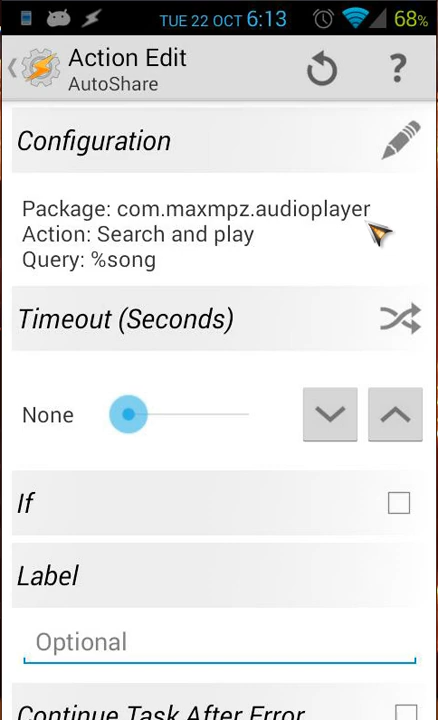 TUE 22 OCT 6:13 68%
Action Edit
AutoShare
?
Configuration
Package: com.maxmpz.audioplayer
Action: Search and play
Query: %song
Timeout (Seconds)
None
If
Label
Optional
Continue Task After Error